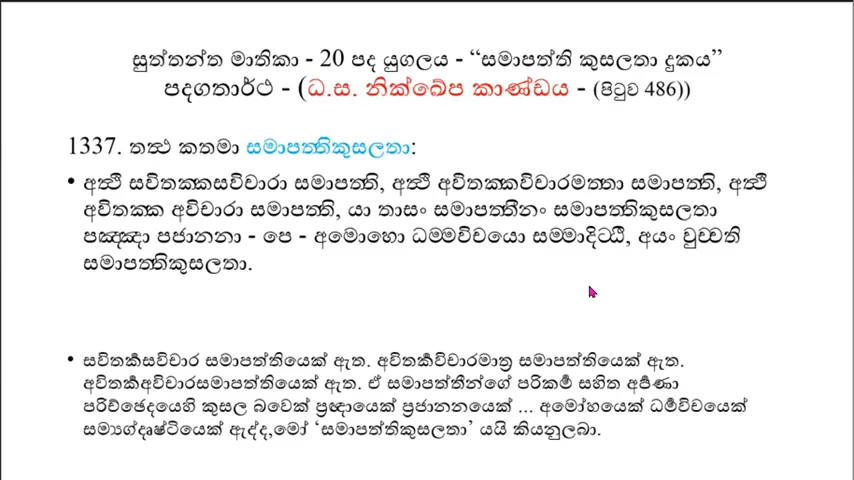 සුත්තන්ත මාතිකා - 20 පද යුගලය - “සමාපත්ති කුසලතා දුකය”
පදගතාර්ථ - (ධ.ස. නික්ඛේප කාණ්ඩය - (පිටුව 486))
1337. තත්‍ථ කතමා සමාපත්තිකුසලතා:
• අත්‍ථි සවිතක්කසවිචාරා සමාපත්ති, අත්‍ථි අවිතක්කවිචාරමත්තා සමාපත්ති, අත්‍ථි
අවිතක්ක අවිචාරා සමාපත්ති, යා තාසං සමාපත්තීනං සමාපත්තිකුසලතා
පඤ්ඤා පජානනා - පෙ - අමොහො ධම්මවිචයො සම්මාදිට්ඨි, අයං වුච්චති
සමාපත්තිකුසලතා.
• සවිතර්‍කසවිචාර සමාපත්තියෙක් ඇත. අවිතර්‍කවිචාරමාත්‍ර සමාපත්තියෙක් ඇත.
අවිතර්‍කඅවිචාරසමාපත්තියෙක් ඇත. ඒ සමාපත්තීන්ගේ පරිකර්‍ම සහිත අර්‍පණා
පරිච්ඡෙදයෙහි කුසල බවෙක් ප්‍රඥායෙක් ප්‍රජානනයෙක් ... අමෝහයෙක් ධර්‍මවිචයෙක්
සම්‍යග්දෘෂ්ටියෙක් ඇද්ද,මෝ ‘සමාපත්තිකුසලතා’ යයි කියනුලබා.